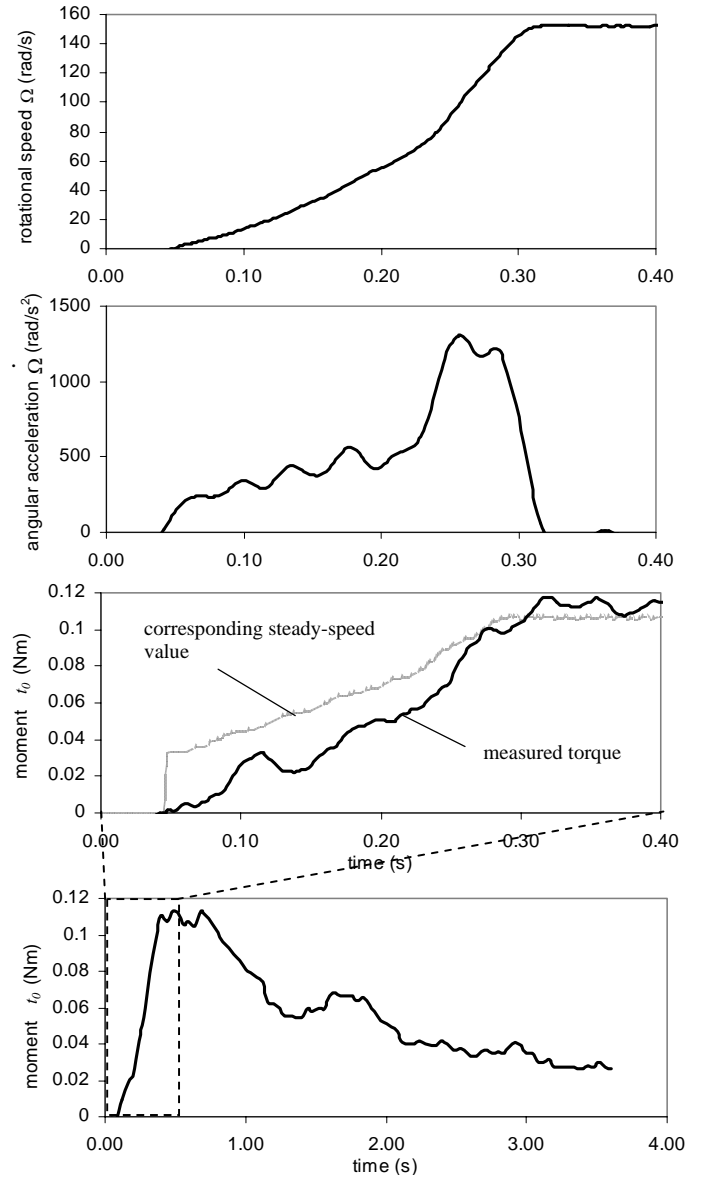 160
140
120
100
80
60
40
20
0
rotational speed Ω (rad/s)
0.00 0.10 0.20 0.30 0.40
1500
1000
500
0
angular acceleration Ω̇ (rad/s²)
0.00 0.10 0.20 0.30 0.40
0.12
0.1
0.08
0.06
0.04
0.02
0
moment t₀ (Nm)
corresponding steady-speed
value
measured torque
0.00 0.10 0.20 0.30 0.40
time (s)
0.12
0.1
0.08
0.06
0.04
0.02
0
moment t₀ (Nm)
0.00 1.00 2.00 3.00 4.00
time (s)